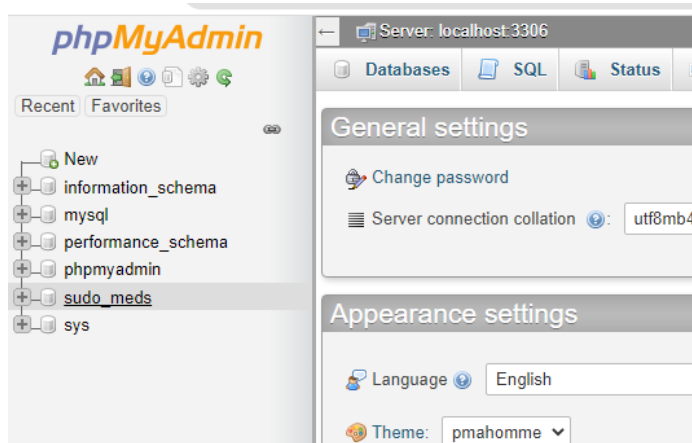 phpMyAdmin
Recent Favorites
New
information_schema
mysql
performance_schema
phpmyadmin
sudo_meds
sys
Server: localhost:3306
Databases SQL Status
General settings
Change password
Server connection collation : utf8mb4
Appearance settings
Language English
Theme: pmahomme